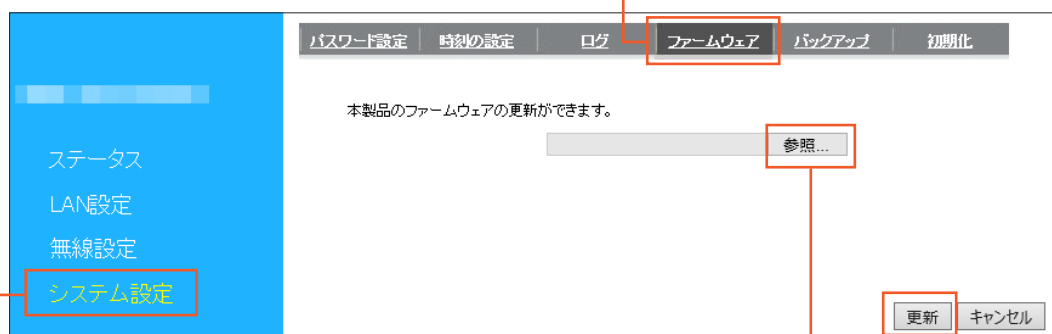 パスワード設定 時刻の設定 ログ ファームウェア バックアップ 初期化
本製品のファームウェアの更新ができます。
参照...
ステータス
LAN設定
無線設定
システム設定
更新 キャンセル